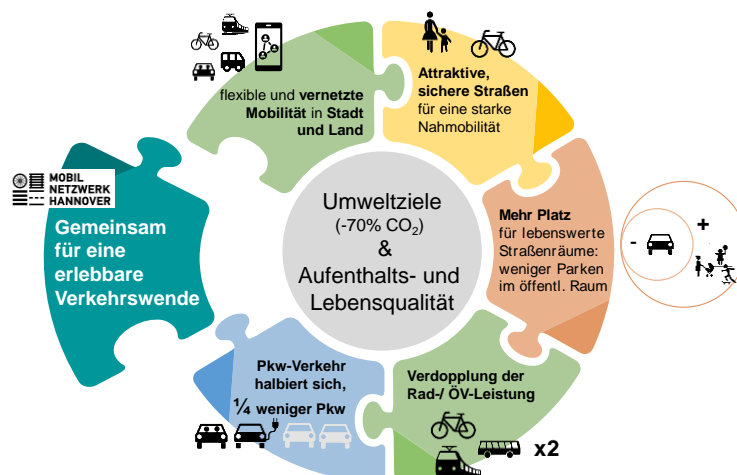 flexible und vernetzte
Mobilität in Stadt
und Land
Attraktive,
sichere Straßen
für eine starke
Nahmobilität
MOBIL
NETZWERK
HANNOVER
Gemeinsam
für eine
erlebbare
Verkehrswende
Umweltziele
(-70% CO₂)
&
Aufenthalts- und
Lebensqualität
Mehr Platz
für lebenswerte
Straßenräume:
weniger Parken
im öffentl. Raum
- +
Pkw-Verkehr
halbiert sich,
¼ weniger Pkw
Verdopplung der
Rad-/ ÖV-Leistung
x2